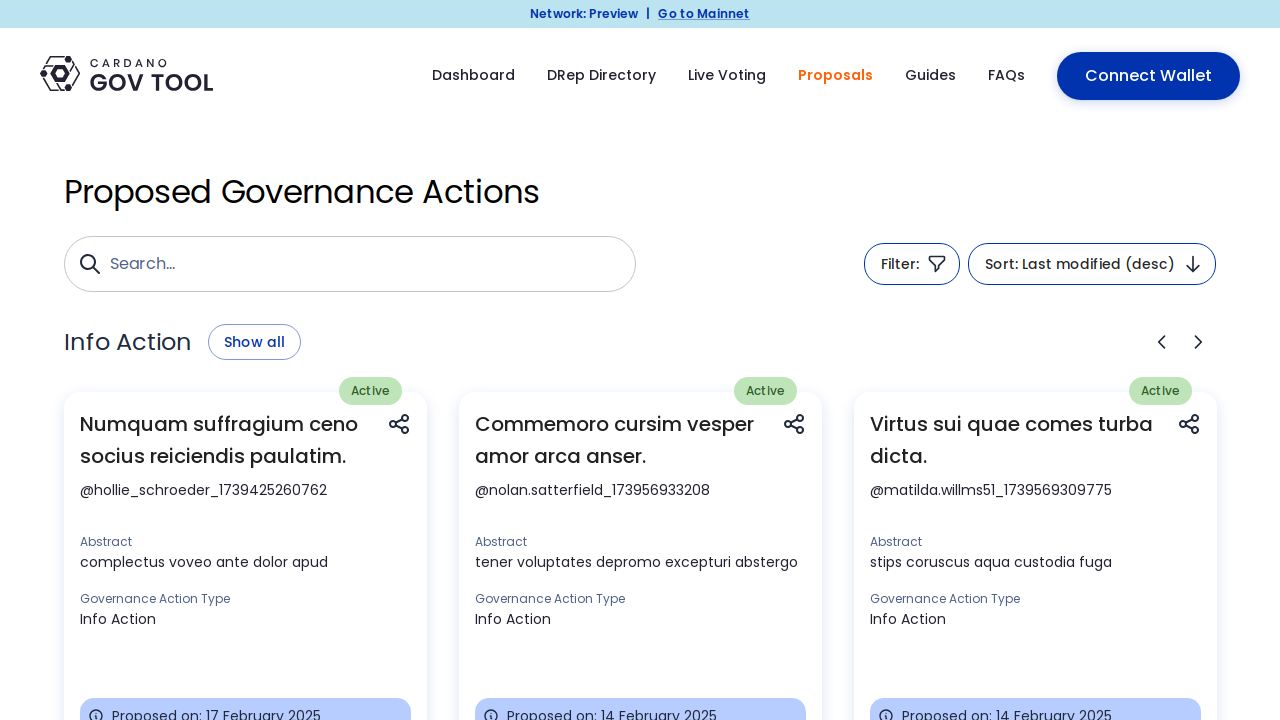 Network: Preview | Go to Mainnet
CARDANO
GOV TOOL
Dashboard
DRep Directory
Live Voting
Proposals
Guides
FAQs
Connect Wallet
Proposed Governance Actions
Search...
Filter:
Sort: Last modified (desc)
Info Action
Show all
Active
Numquam suffragium ceno
socius reiciendis paulatim.
@hollie_schroeder_1739425260762
Abstract
complectus voveo ante dolor apud
Governance Action Type
Info Action
Proposed on: 17 February 2025
Active
Commemoro cursim vesper
amor arca anser.
@nolan.satterfield_173956933208
Abstract
tener voluptates depromo excepturi abstergo
Governance Action Type
Info Action
Proposed on: 14 February 2025
Active
Virtus sui quae comes turba
dicta.
@matilda.willms51_1739569309775
Abstract
stips coruscus aqua custodia fuga
Governance Action Type
Info Action
Proposed on: 14 February 2025